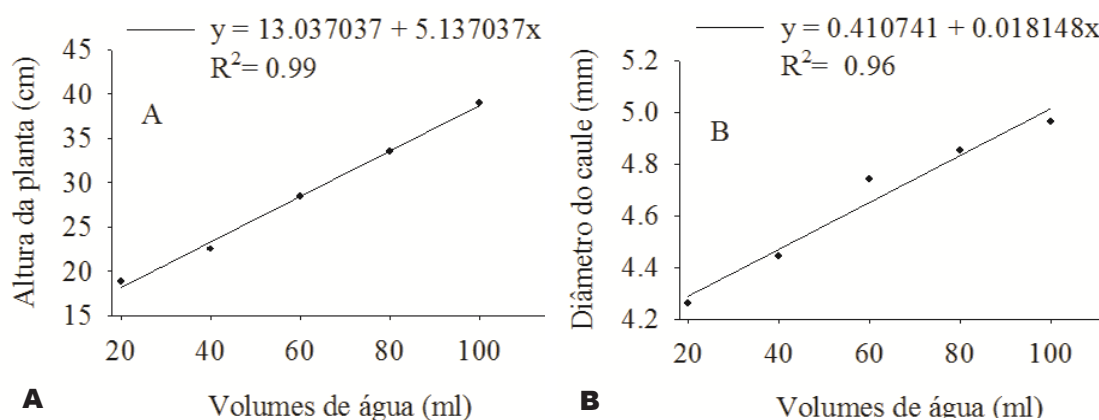 y = 13.037037 + 5.137037x
R²= 0.99
A
Altura da planta (cm)
45
40
35
30
25
20
15
20 40 60 80 100
Volumes de água (ml)
A
y = 0.410741 + 0.018148x
R²= 0.96
B
Diâmetro do caule (mm)
5.2
5.0
4.8
4.6
4.4
4.2
20 40 60 80 100
Volumes de água (ml)
B